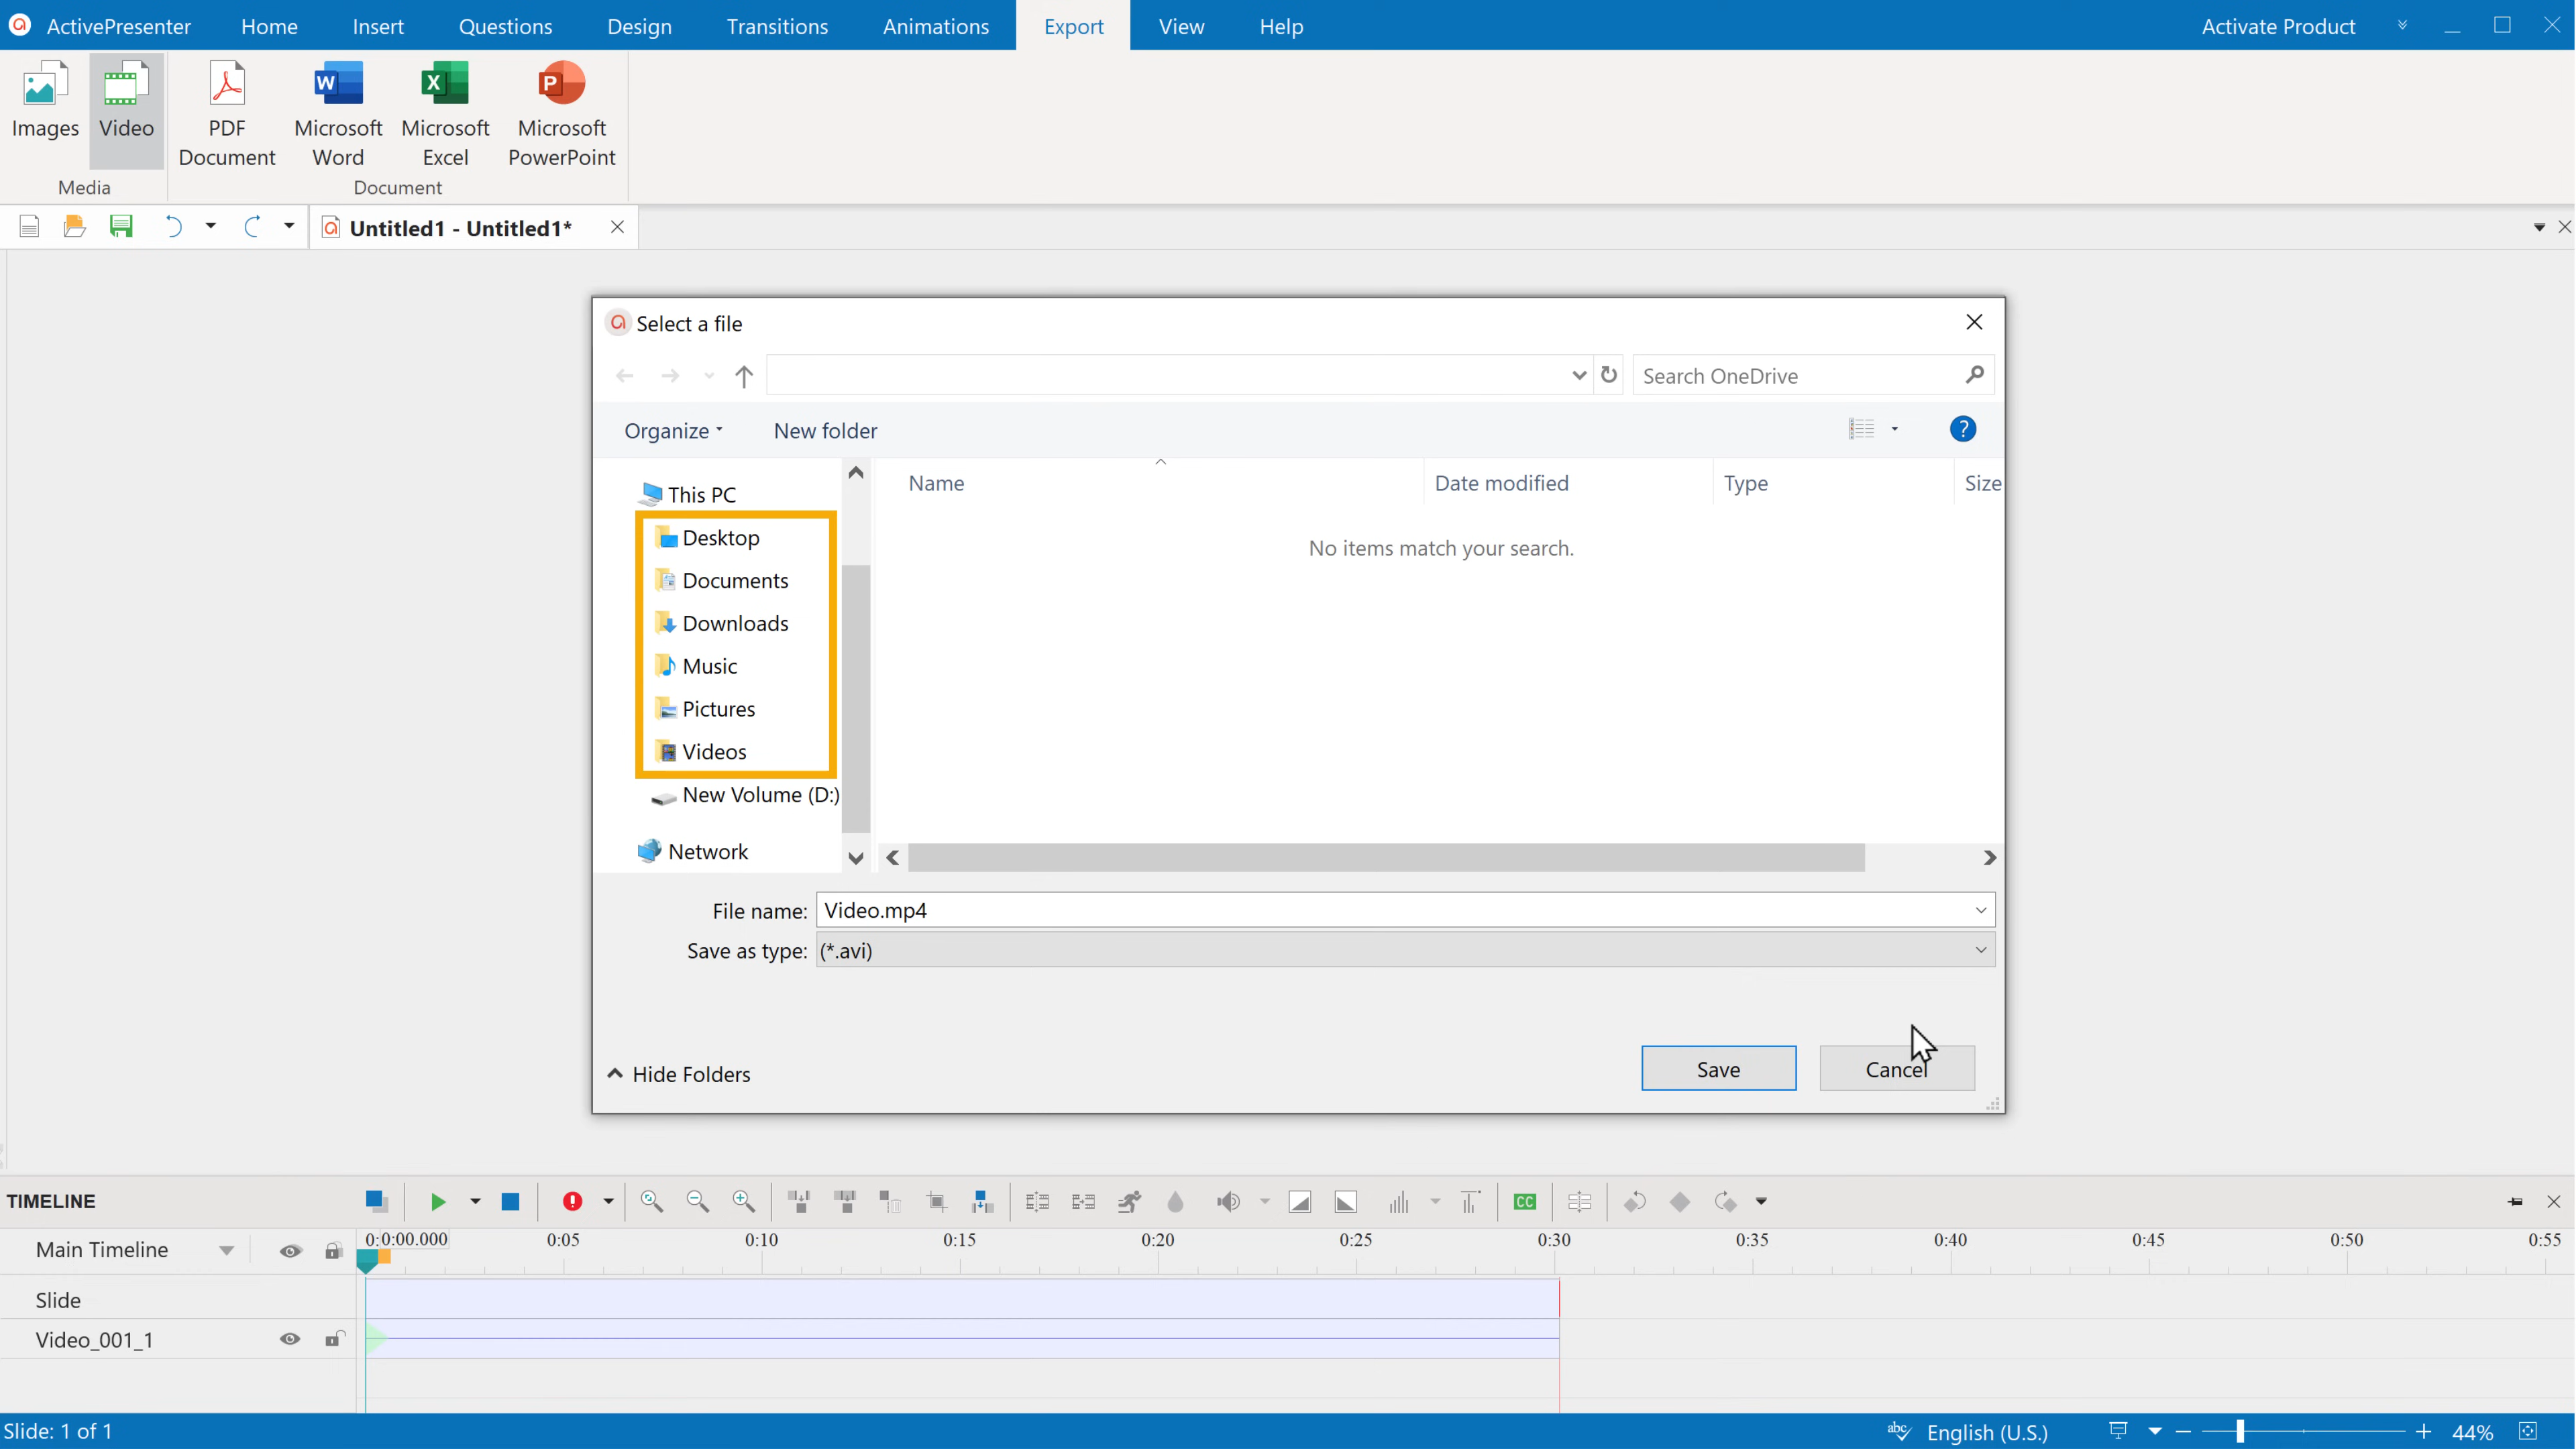 ActivePresenter Home Insert Questions Design Transitions Animations Export View Help Activate Product
Images Video PDF Document Microsoft Word Microsoft Excel Microsoft PowerPoint
Media Document
Untitled1 - Untitled1*
Select a file
Search OneDrive
Organize New folder
Name Date modified Type Size
This PC
No items match your search.
Desktop
Documents
Downloads
Music
Pictures
Videos
New Volume (D:)
Network
File name: Video.mp4
Save as type: (*.avi)
Hide Folders Save Cancel
TIMELINE CC
Main Timeline 0:0:00.000 0:05 0:10 0:15 0:20 0:25 0:30 0:35 0:40 0:45 0:50 0:55
Slide
Video_001_1
Slide: 1 of 1 abc English (U.S.) 44%